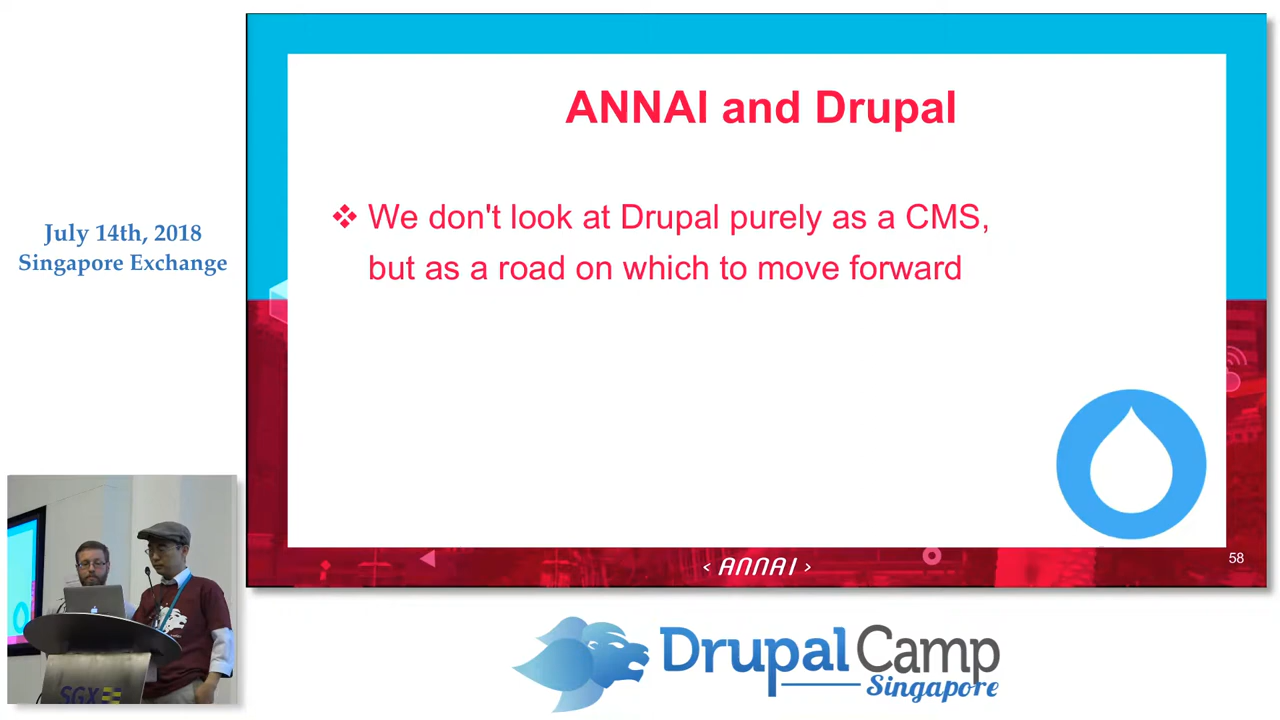 July 14th, 2018
Singapore Exchange
ANNAI and Drupal
❖ We don't look at Drupal purely as a CMS,
but as a road on which to move forward
‹ ANNAI ›
58
SGX
DrupalCamp
Singapore